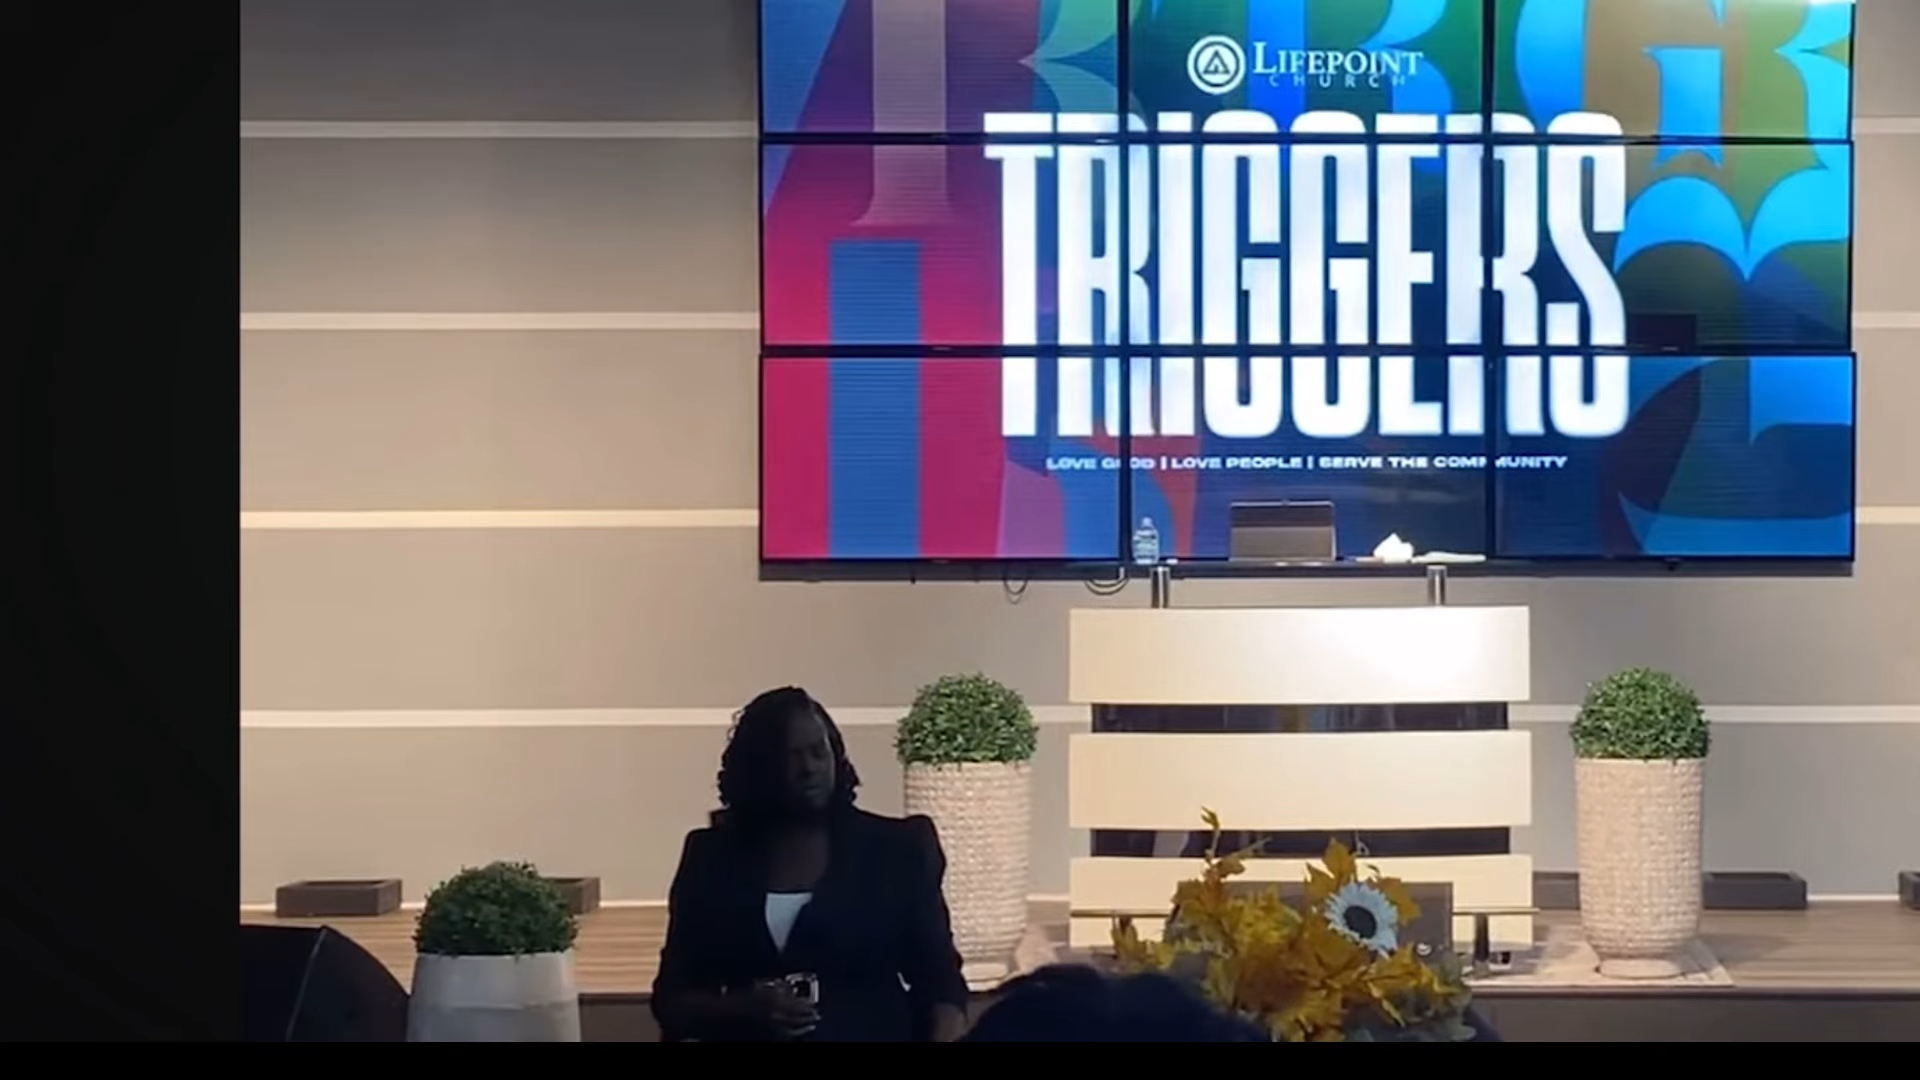 LIFEPOINT
CHURCH
TRIGGERS
LOVE GOD | LOVE PEOPLE | SERVE THE COMMUNITY